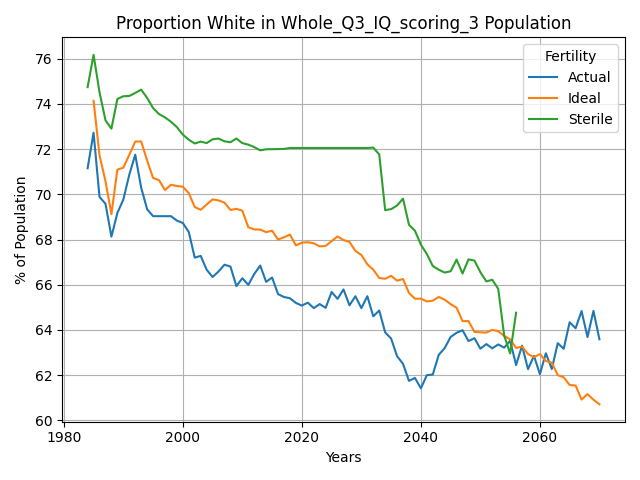 Proportion White in Whole_Q3_IQ_scoring_3 Population
% of Population
76
74
72
70
68
66
64
62
60
Fertility
Actual
Ideal
Sterile
1980
2000
2020
2040
2060
Years